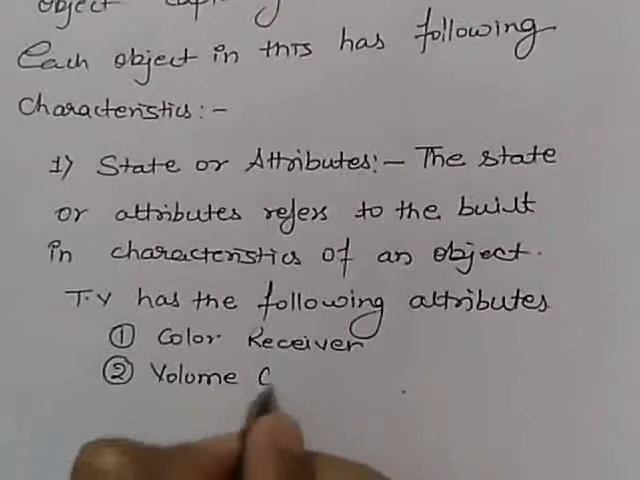 object
Each object in this has following
characteristics:-
1) State or Attributes:- The state
or attributes refers to the built
in characteristics of an object.
T.V has the following attributes
① Color Receiver
② Volume C